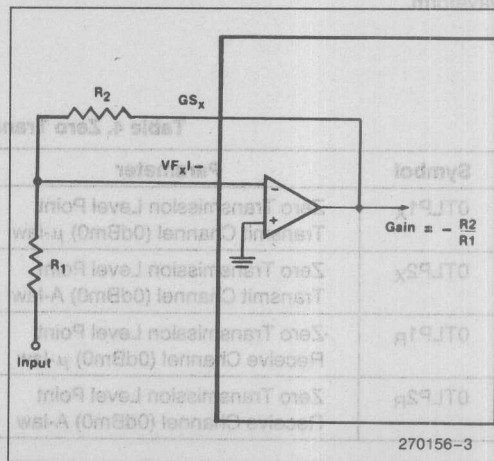 Waveform
R2
GSX
Table 4. Zero Trans
VFXI-
Symbol
Parameter
-
+
0TLP1X
Zero Transmission Level Point
Transmit Channel (0dBm0) μ-law
Gain = - R2/R1
R1
0TLP2X
Zero Transmission Level Point
Transmit Channel (0dBm0) A-law
0TLP1R
Zero Transmission Level Point
Receive Channel (0dBm0) μ-law
Input
0TLP2R
Zero Transmission Level Point
Receive Channel (0dBm0) A-law
270156-3